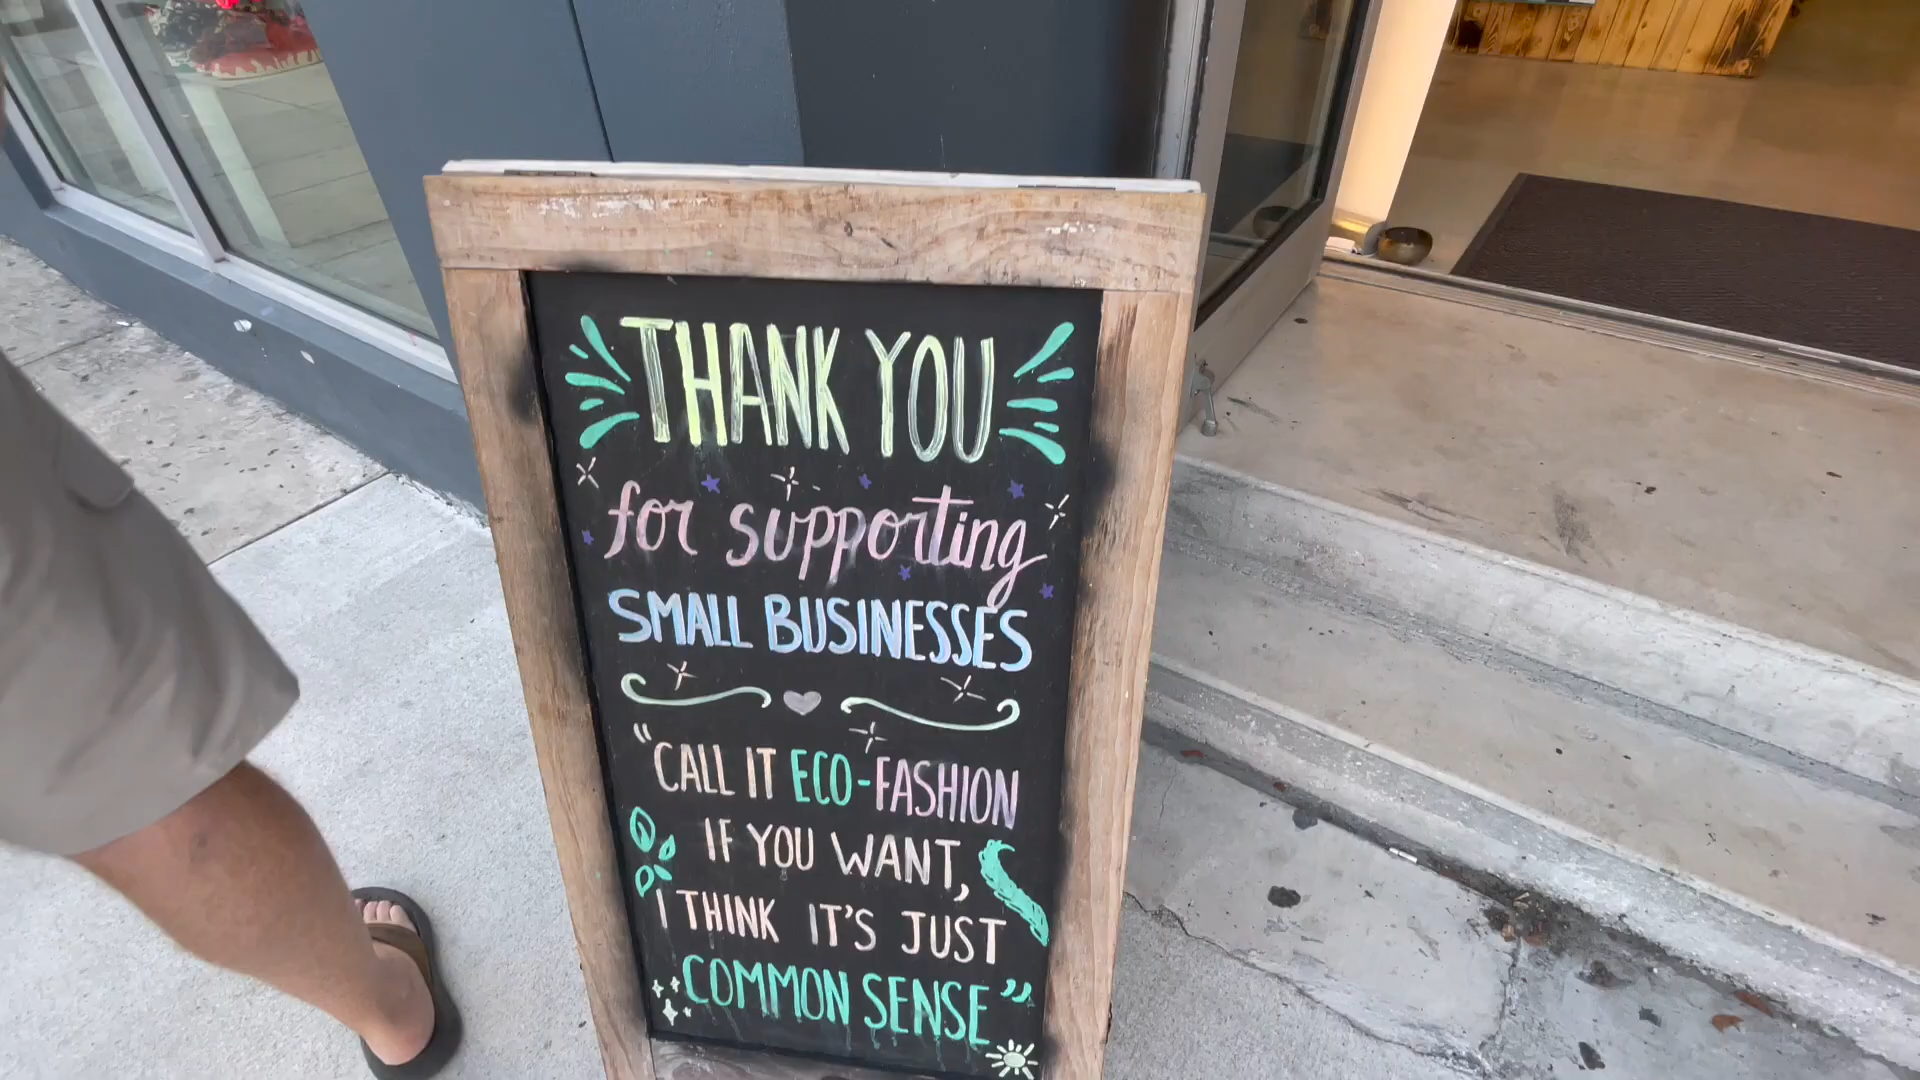 THANK YOU
for supporting
SMALL BUSINESSES
"CALL IT ECO-FASHION
IF YOU WANT,
I THINK IT'S JUST
COMMON SENSE"